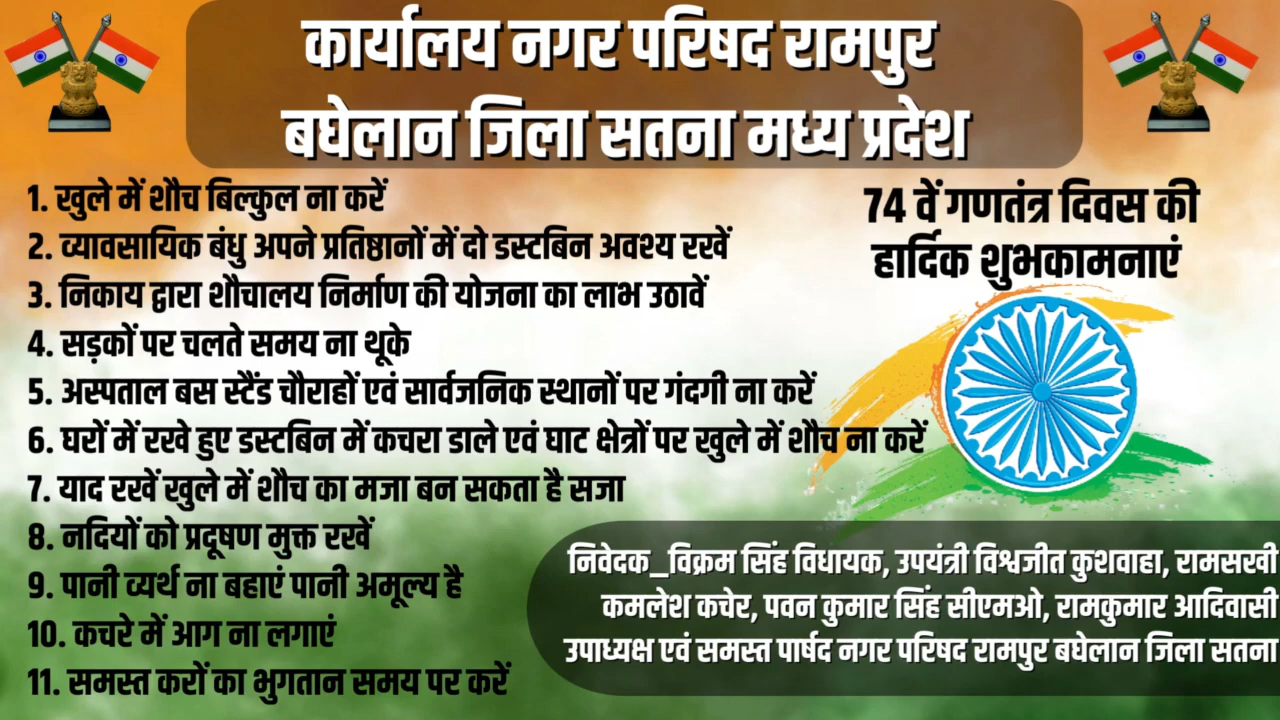 कार्यालय नगर परिषद रामपुर
बघेलान जिला सतना मध्य प्रदेश
1. खुले में शौच बिल्कुल ना करें
2. व्यावसायिक बंधु अपने प्रतिष्ठानों में दो डस्टबिन अवश्य रखें
3. निकाय द्वारा शौचालय निर्माण की योजना का लाभ उठावें
4. सड़कों पर चलते समय ना थूके
5. अस्पताल बस स्टैंड चौराहों एवं सार्वजनिक स्थानों पर गंदगी ना करें
6. घरों में रखे हुए डस्टबिन में कचरा डाले एवं घाट क्षेत्रों पर खुले में शौच ना करें
7. याद रखें खुले में शौच का मजा बन सकता है सजा
8. नदियों को प्रदूषण मुक्त रखें
9. पानी व्यर्थ ना बहाएं पानी अमूल्य है
10. कचरे में आग ना लगाएं
11. समस्त करों का भुगतान समय पर करें
74 वें गणतंत्र दिवस की
हार्दिक शुभकामनाएं
निवेदक_विक्रम सिंह विधायक, उपयंत्री विश्वजीत कुशवाहा, रामसखी
कमलेश कचेर, पवन कुमार सिंह सीएमओ, रामकुमार आदिवासी
उपाध्यक्ष एवं समस्त पार्षद नगर परिषद रामपुर बघेलान जिला सतना